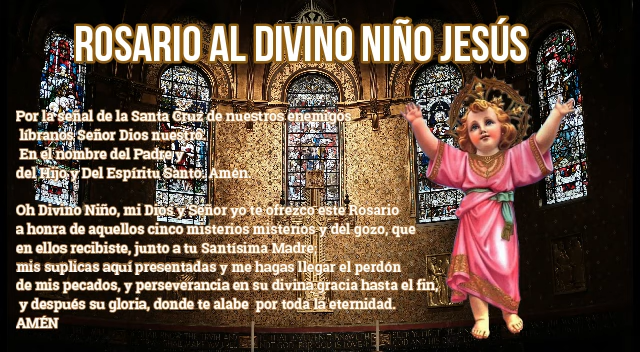 ROSARIO AL DIVINO NIÑO JESÚS
Por la señal de la Santa Cruz de nuestros enemigos
líbranos Señor Dios nuestro.
En el nombre del Padre y
del Hijo y Del Espíritu Santo. Amén.
Oh Divino Niño, mi Dios y Señor yo te ofrezco este Rosario
a honra de aquellos cinco misterios misterios y del gozo, que
en ellos recibiste, junto a tu Santísima Madre
mis suplicas aquí presentadas y me hagas llegar el perdón
de mis pecados, y perseverancia en su divina gracia hasta el fin,
y después su gloria, donde te alabe por toda la eternidad.
AMÉN